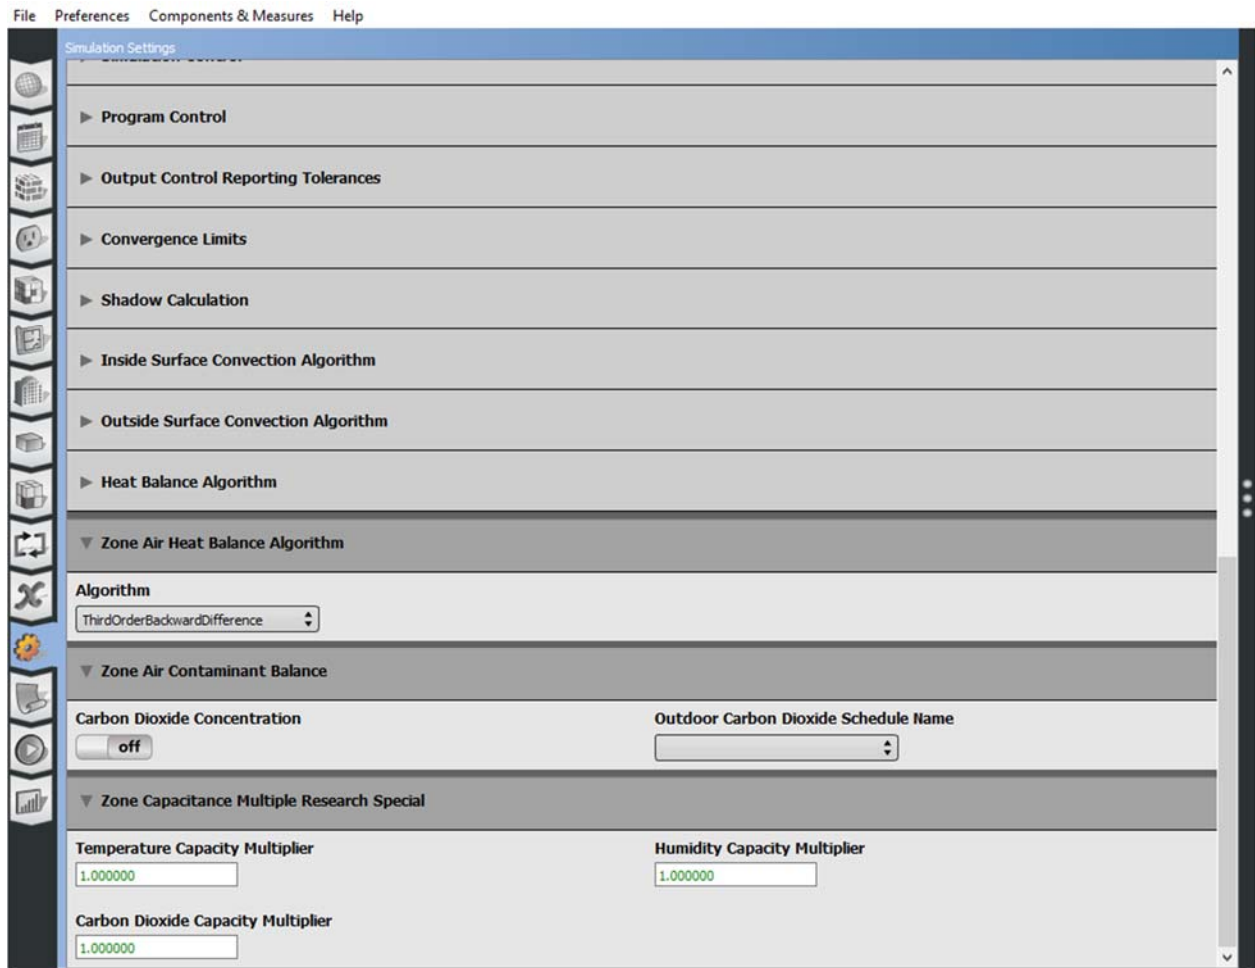 File Preferences Components & Measures Help
Simulation Settings
Simulation Control
Program Control
Output Control Reporting Tolerances
Convergence Limits
Shadow Calculation
Inside Surface Convection Algorithm
Outside Surface Convection Algorithm
Heat Balance Algorithm
Zone Air Heat Balance Algorithm
Algorithm
ThirdOrderBackwardDifference
Zone Air Contaminant Balance
Carbon Dioxide Concentration Outdoor Carbon Dioxide Schedule Name
off
Zone Capacitance Multiple Research Special
Temperature Capacity Multiplier Humidity Capacity Multiplier
1.000000 1.000000
Carbon Dioxide Capacity Multiplier
1.000000